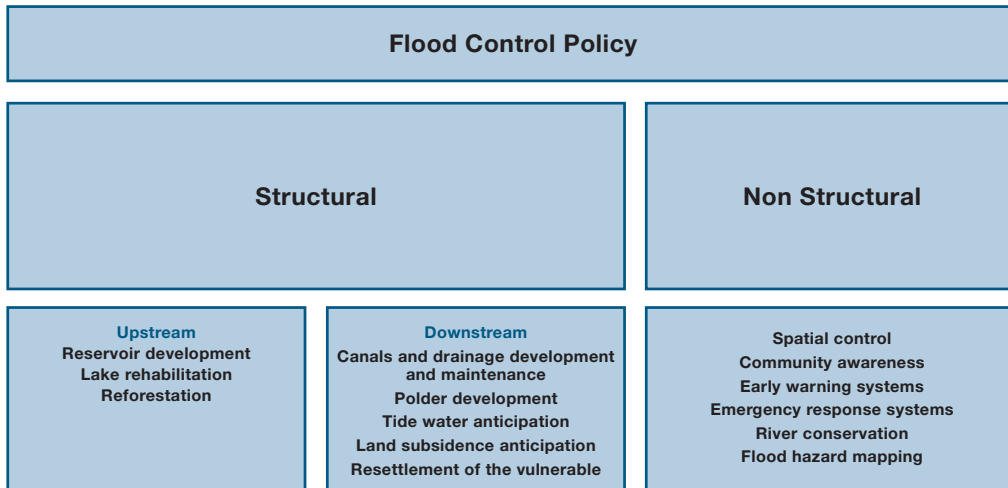 Flood Control Policy
Structural
Non Structural
Upstream
Reservoir development
Lake rehabilitation
Reforestation
Downstream
Canals and drainage development
and maintenance
Polder development
Tide water anticipation
Land subsidence anticipation
Resettlement of the vulnerable
Spatial control
Community awareness
Early warning systems
Emergency response systems
River conservation
Flood hazard mapping